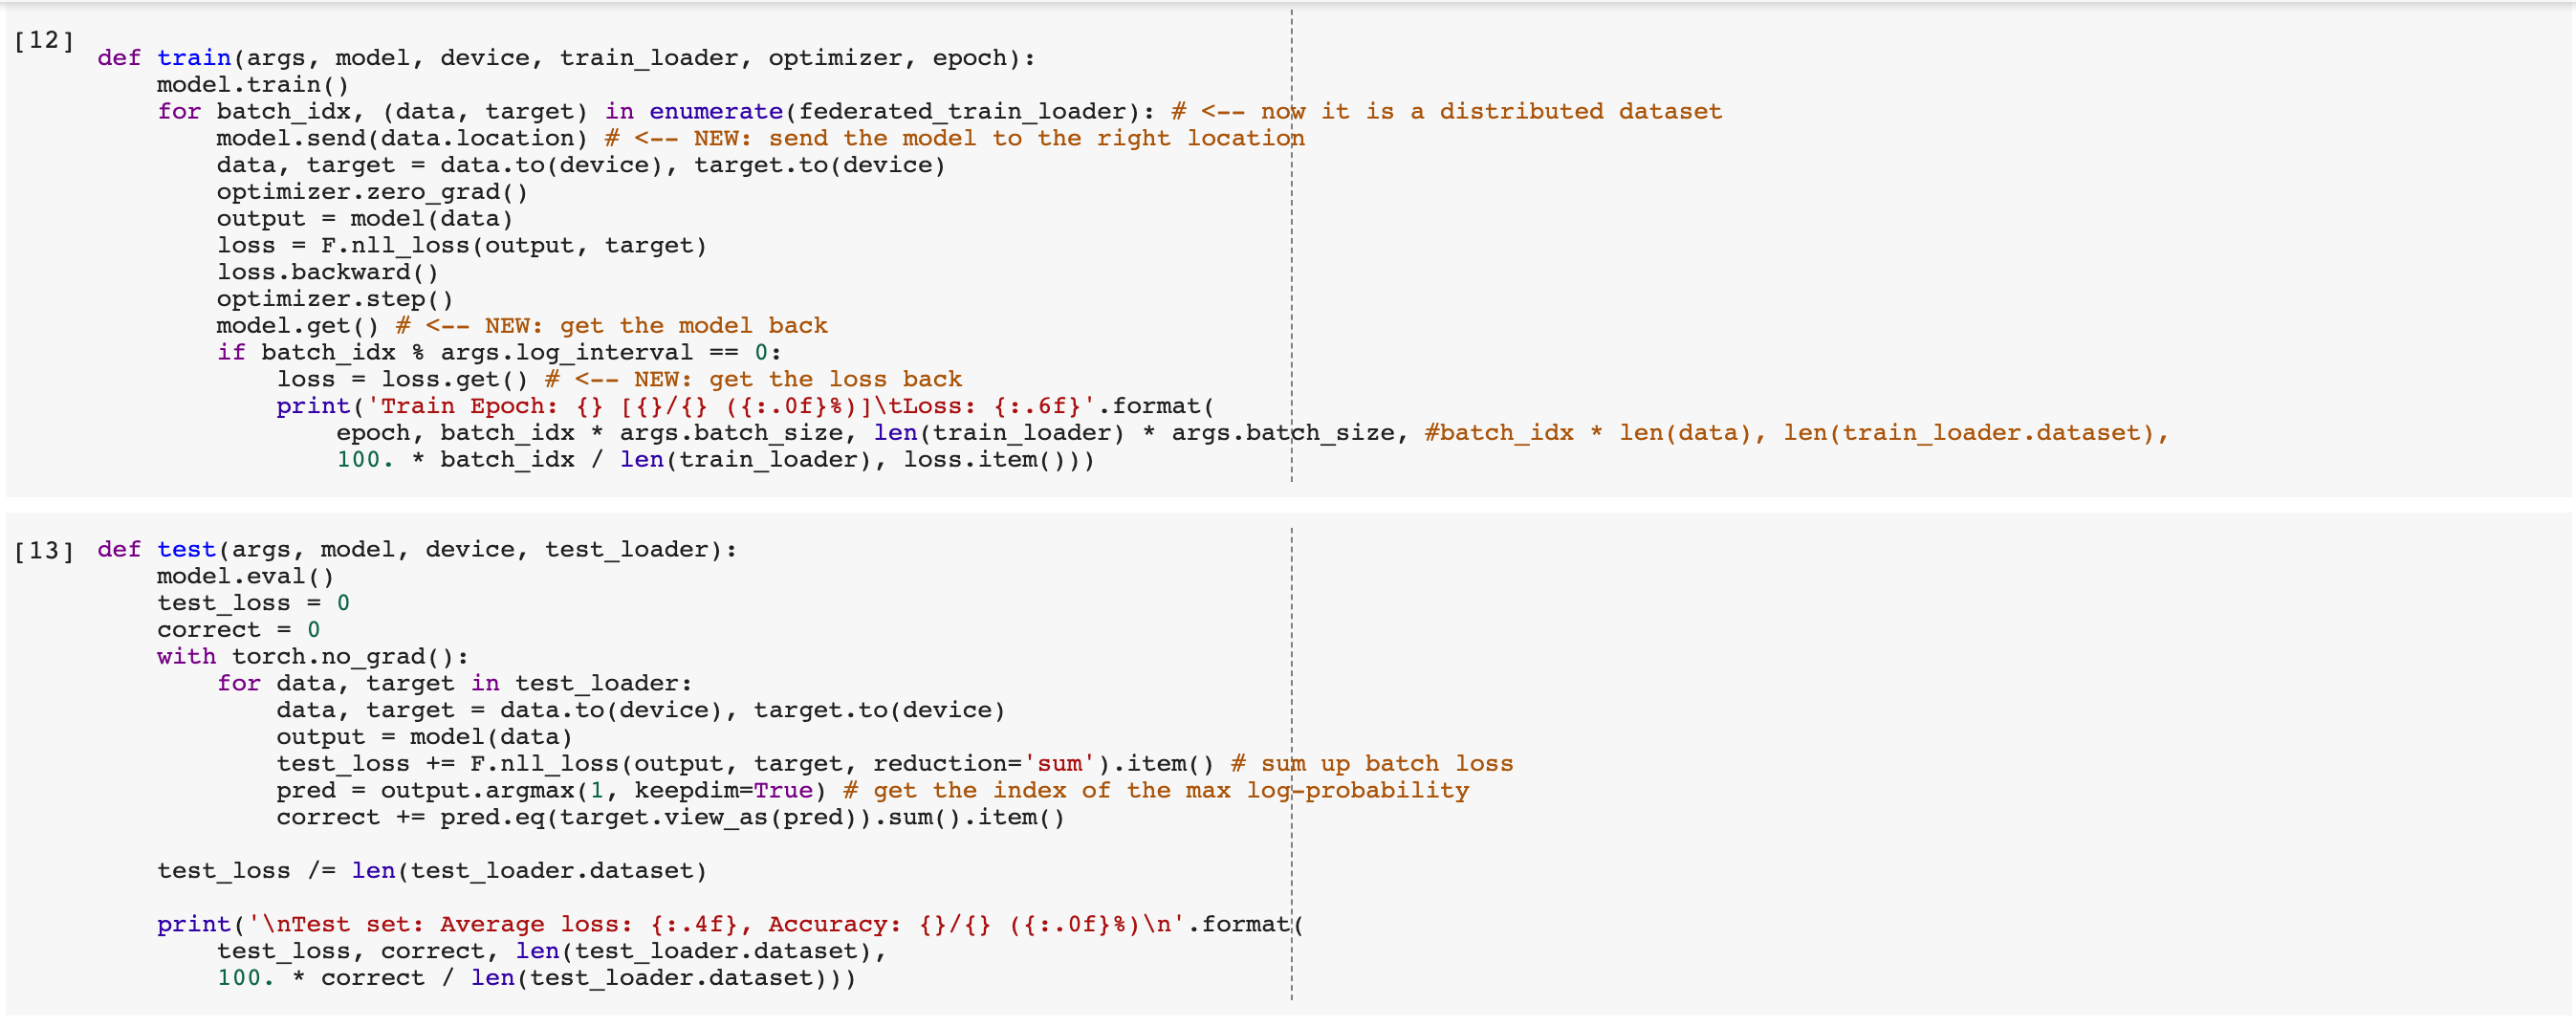 [12]
def train(args, model, device, train_loader, optimizer, epoch):
    model.train()
    for batch_idx, (data, target) in enumerate(federated_train_loader): # <-- now it is a distributed dataset
        model.send(data.location) # <-- NEW: send the model to the right location
        data, target = data.to(device), target.to(device)
        optimizer.zero_grad()
        output = model(data)
        loss = F.nll_loss(output, target)
        loss.backward()
        optimizer.step()
        model.get() # <-- NEW: get the model back
        if batch_idx % args.log_interval == 0:
            loss = loss.get() # <-- NEW: get the loss back
            print('Train Epoch: {} [{}/{} ({:.0f}%)]\tLoss: {:.6f}'.format(
                epoch, batch_idx * args.batch_size, len(train_loader) * args.batch_size, #batch_idx * len(data), len(train_loader.dataset),
                100. * batch_idx / len(train_loader), loss.item()))
[13] def test(args, model, device, test_loader):
    model.eval()
    test_loss = 0
    correct = 0
    with torch.no_grad():
        for data, target in test_loader:
            data, target = data.to(device), target.to(device)
            output = model(data)
            test_loss += F.nll_loss(output, target, reduction='sum').item() # sum up batch loss
            pred = output.argmax(1, keepdim=True) # get the index of the max log-probability
            correct += pred.eq(target.view_as(pred)).sum().item()
    test_loss /= len(test_loader.dataset)
    print('\nTest set: Average loss: {:.4f}, Accuracy: {}/{} ({:.0f}%)\n'.format(
        test_loss, correct, len(test_loader.dataset),
        100. * correct / len(test_loader.dataset)))